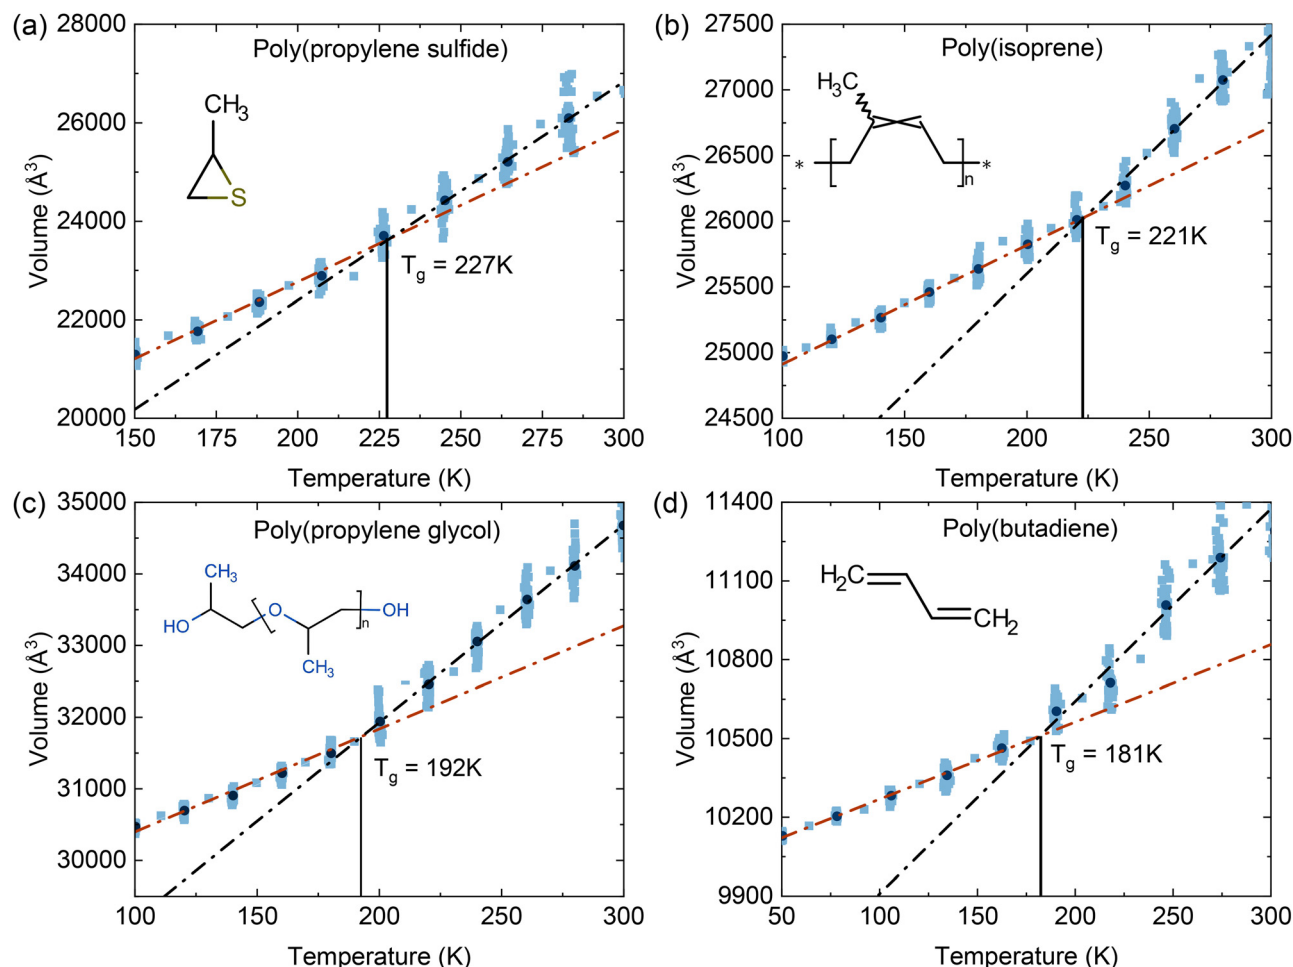 (a)
Poly(propylene sulfide)
28000
26000
24000
22000
20000
Volume (Å³)
CH₃
S
T_g = 227K
150 175 200 225 250 275 300
Temperature (K)
(b)
Poly(isoprene)
27500
27000
26500
26000
25500
25000
24500
Volume (Å³)
H₃C
* [ ]n *
T_g = 221K
100 150 200 250 300
Temperature (K)
(c)
Poly(propylene glycol)
35000
34000
33000
32000
31000
30000
Volume (Å³)
CH₃
HO ( O ]n OH
CH₃
T_g = 192K
100 150 200 250 300
Temperature (K)
(d)
Poly(butadiene)
11400
11100
10800
10500
10200
9900
Volume (Å³)
H₂C
CH₂
T_g = 181K
50 100 150 200 250 300
Temperature (K)